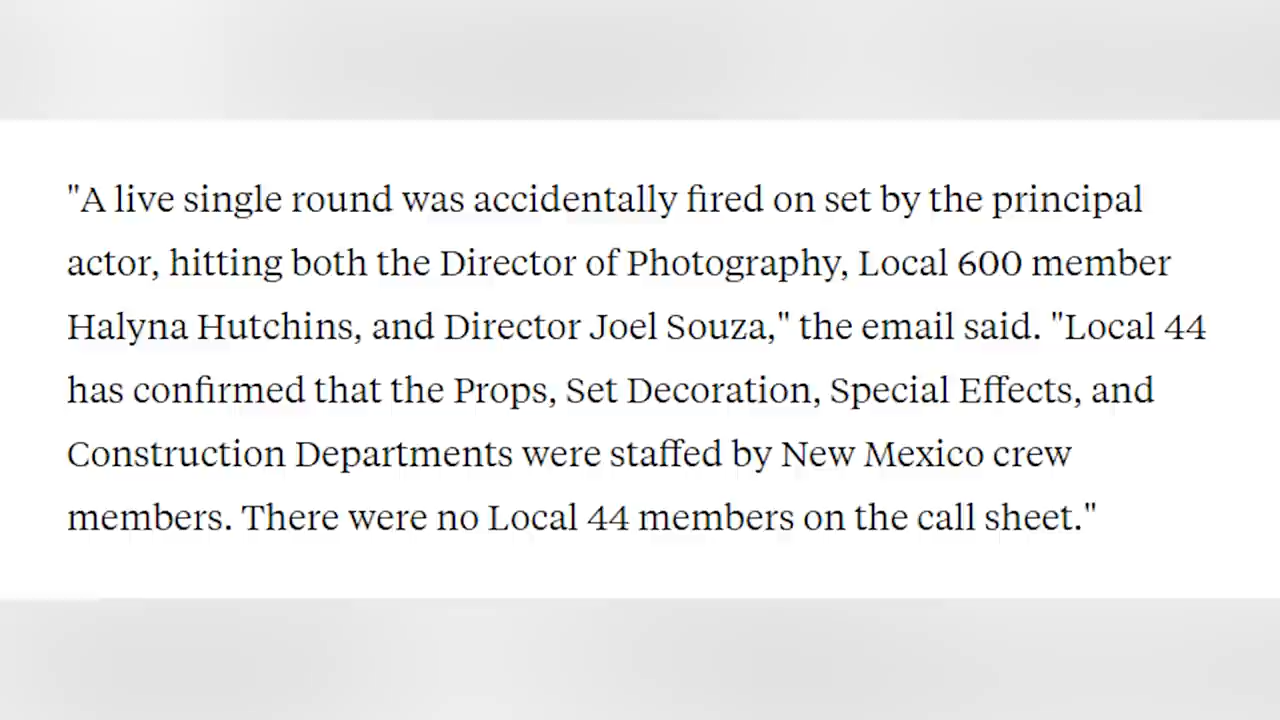 "A live single round was accidentally fired on set by the principal
actor, hitting both the Director of Photography, Local 600 member
Halyna Hutchins, and Director Joel Souza," the email said. "Local 44
has confirmed that the Props, Set Decoration, Special Effects, and
Construction Departments were staffed by New Mexico crew
members. There were no Local 44 members on the call sheet."